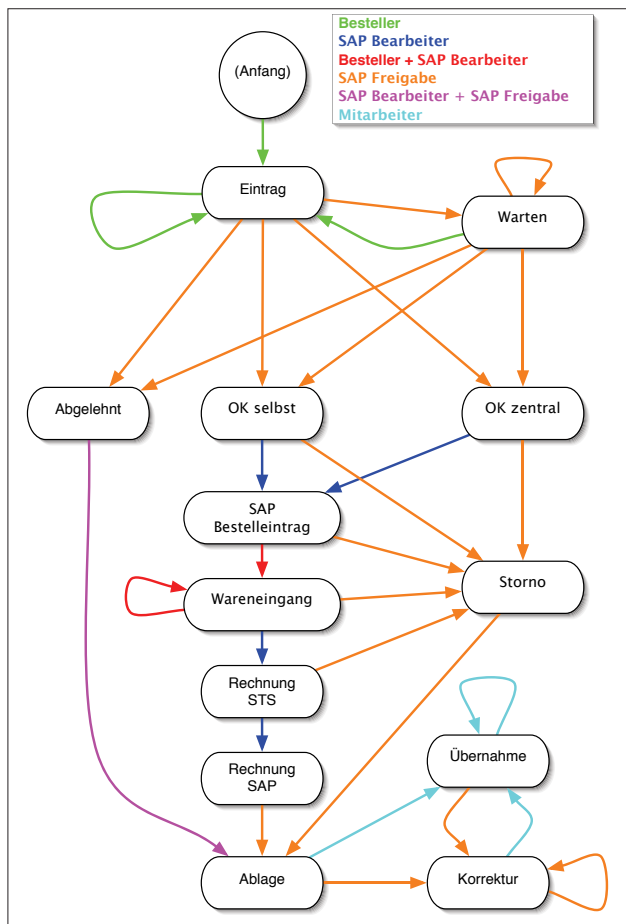 Besteller
SAP Bearbeiter
Besteller + SAP Bearbeiter
SAP Freigabe
SAP Bearbeiter + SAP Freigabe
Mitarbeiter
(Anfang)
Eintrag
Warten
Abgelehnt
OK selbst
OK zentral
SAP
Bestelleintrag
Wareneingang
Storno
Rechnung
STS
Rechnung
SAP
Übernahme
Ablage
Korrektur